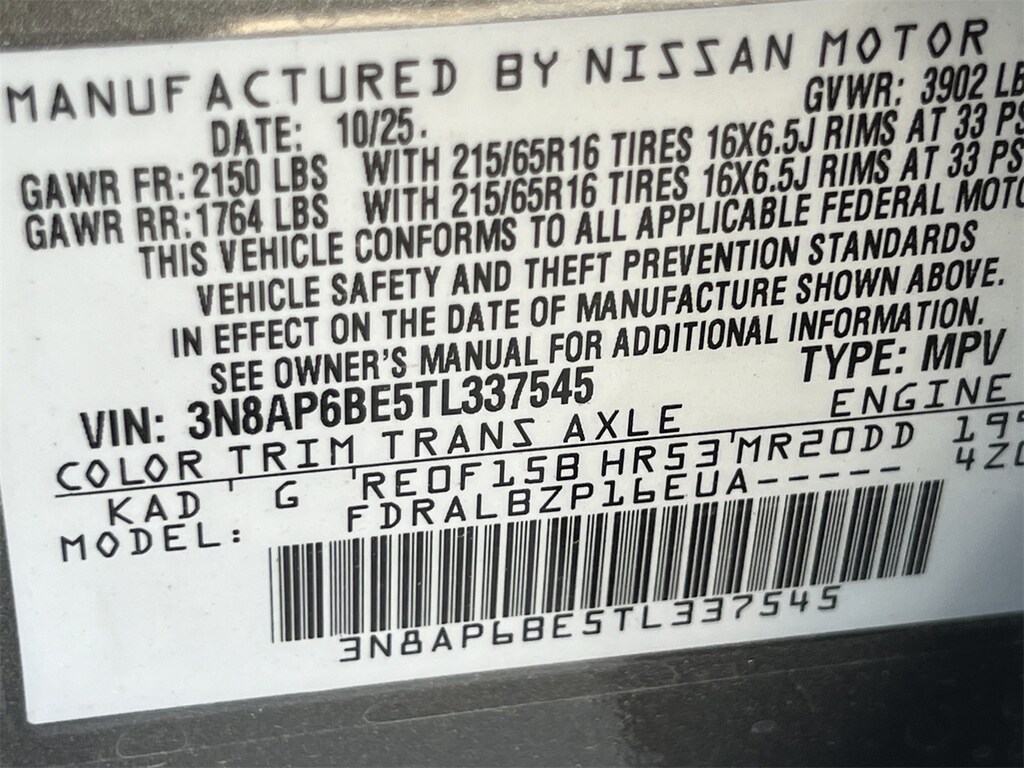 MANUFACTURED BY NISSAN MOTOR
DATE: 10/25. GVWR: 3902 LB
GAWR FR: 2150 LBS WITH 215/65R16 TIRES 16X6.5J RIMS AT 33 PS
GAWR RR: 1764 LBS WITH 215/65R16 TIRES 16X6.5J RIMS AT 33 PS
THIS VEHICLE CONFORMS TO ALL APPLICABLE FEDERAL MOTO
VEHICLE SAFETY AND THEFT PREVENTION STANDARDS
IN EFFECT ON THE DATE OF MANUFACTURE SHOWN ABOVE.
SEE OWNER'S MANUAL FOR ADDITIONAL INFORMATION.
VIN: 3N8AP6BE5TL337545 TYPE: MPV
COLOR TRIM TRANS AXLE ENGINE
KAD G RE0F15B HR53 MR20DD 199
MODEL: FDRALBZP16EUA-----
3N8AP6BE5TL337545